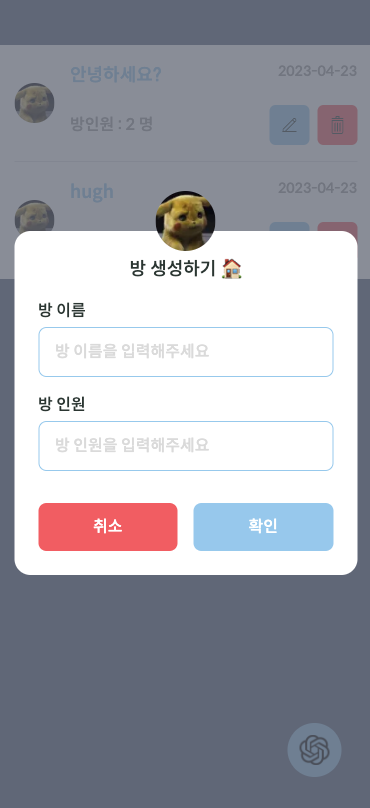 안녕하세요?
2023-04-23
방인원 : 2 명
hugh
2023-04-23
방 생성하기
방 이름
방 이름을 입력해주세요
방 인원
방 인원을 입력해주세요
취소
확인